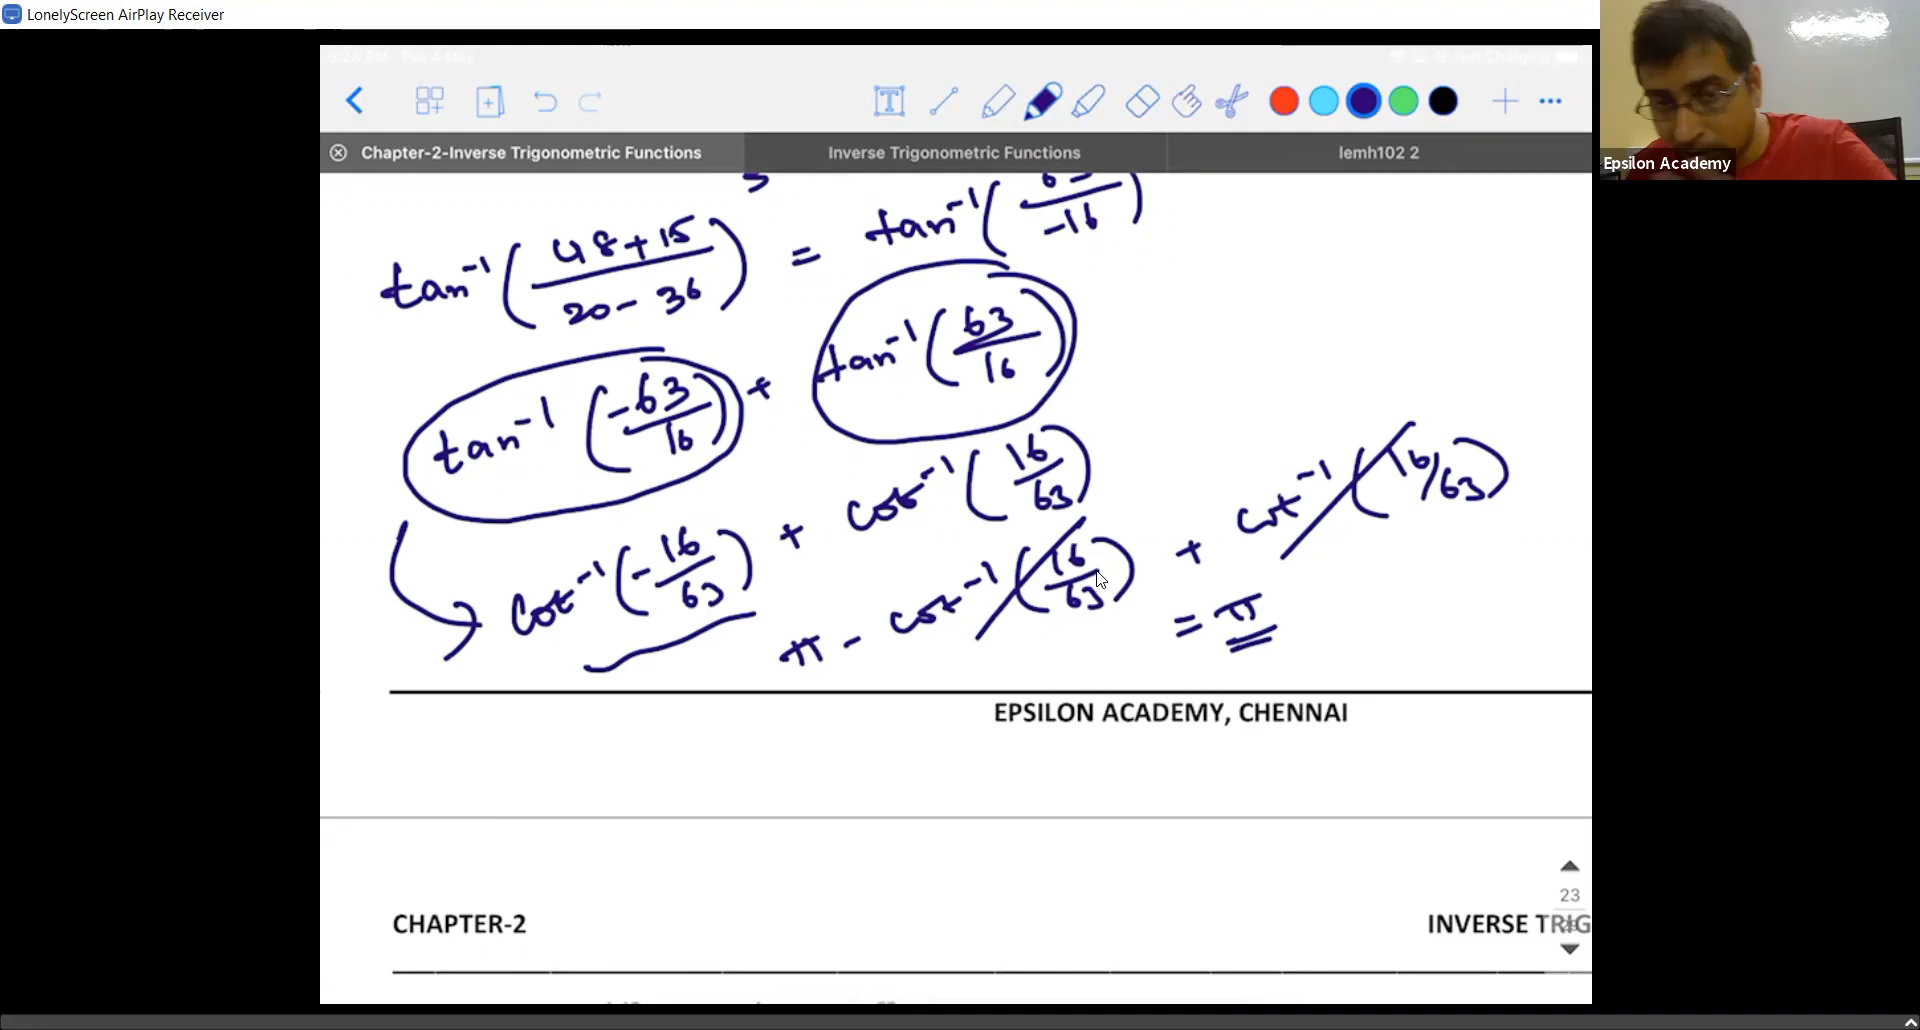 LonelyScreen AirPlay Receiver
Epsilon Academy
Chapter-2-Inverse Trigonometric Functions
Inverse Trigonometric Functions
lemh102 2
tan⁻¹((48+15)/(20-36)) = tan⁻¹(63/-16)
tan⁻¹(-63/16) + tan⁻¹(63/16)
cot⁻¹(-16/63) + cot⁻¹(16/63)
π - cot⁻¹(16/63) + cot⁻¹(16/63)
= π
EPSILON ACADEMY, CHENNAI
23
CHAPTER-2
INVERSE TRIG